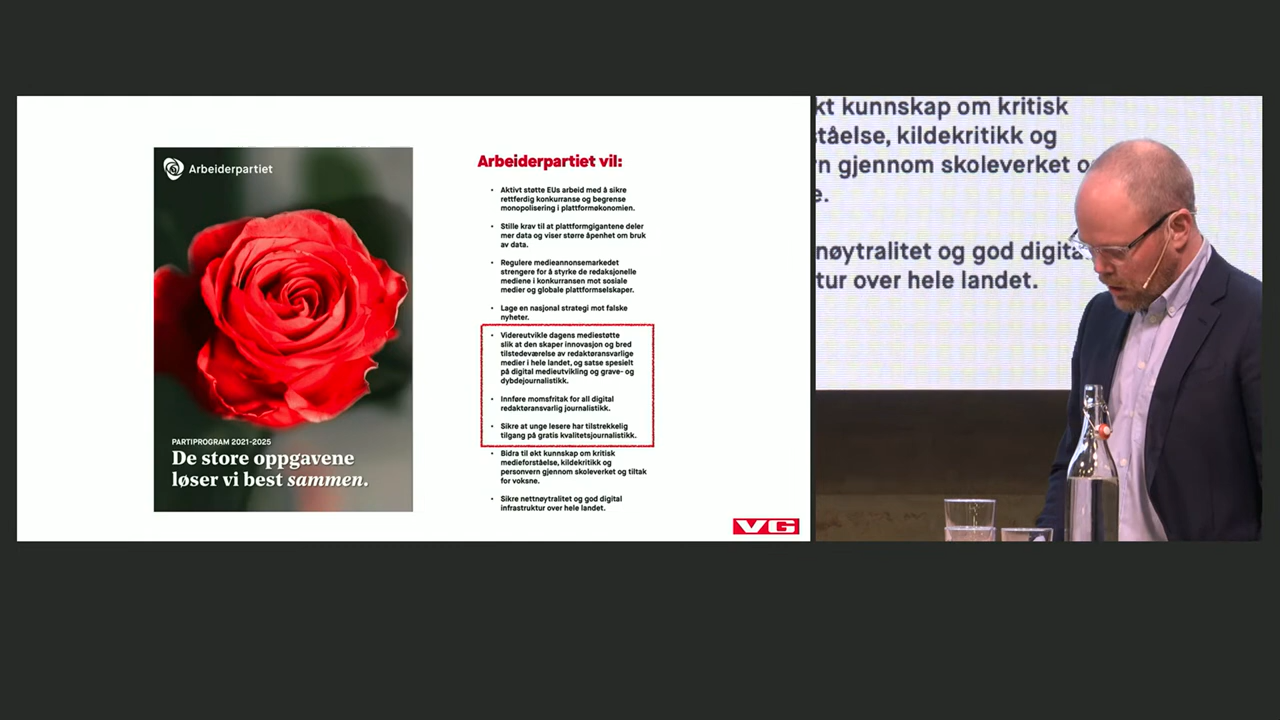 Arbeiderpartiet
PARTIPROGRAM 2021-2025
De store oppgavene
løser vi best sammen.
Arbeiderpartiet vil:
• Aktivt støtte EUs arbeid med å sikre
rettferdig konkurranse og begrense
monopolisering i plattformøkonomien.
• Stille krav til at plattformgigantene deler
mer data og viser større åpenhet om bruk
av data.
• Regulere medieannonsemarkedet
strengere for å styrke de redaksjonelle
mediene i konkurransen mot sosiale
medier og globale plattformselskaper.
• Lage en nasjonal strategi mot falske
nyheter.
• Videreutvikle dagens mediestøtte
slik at den skaper innovasjon og bred
tilstedeværelse av redaktøransvarlige
medier i hele landet, og satse spesielt
på digital medieutvikling og grave- og
dybdejournalistikk.
• Innføre momsfritak for all digital
redaktøransvarlig journalistikk.
• Sikre at unge lesere har tilstrekkelig
tilgang på gratis kvalitetsjournalistikk.
• Bidra til økt kunnskap om kritisk
medieforståelse, kildekritikk og
personvern gjennom skoleverket og tiltak
for voksne.
• Sikre nettnøytralitet og god digital
infrastruktur over hele landet.
VG
kt kunnskap om kritisk
ståelse, kildekritikk og
rn gjennom skoleverket o
e.
nøytralitet og god digita
tur over hele landet.